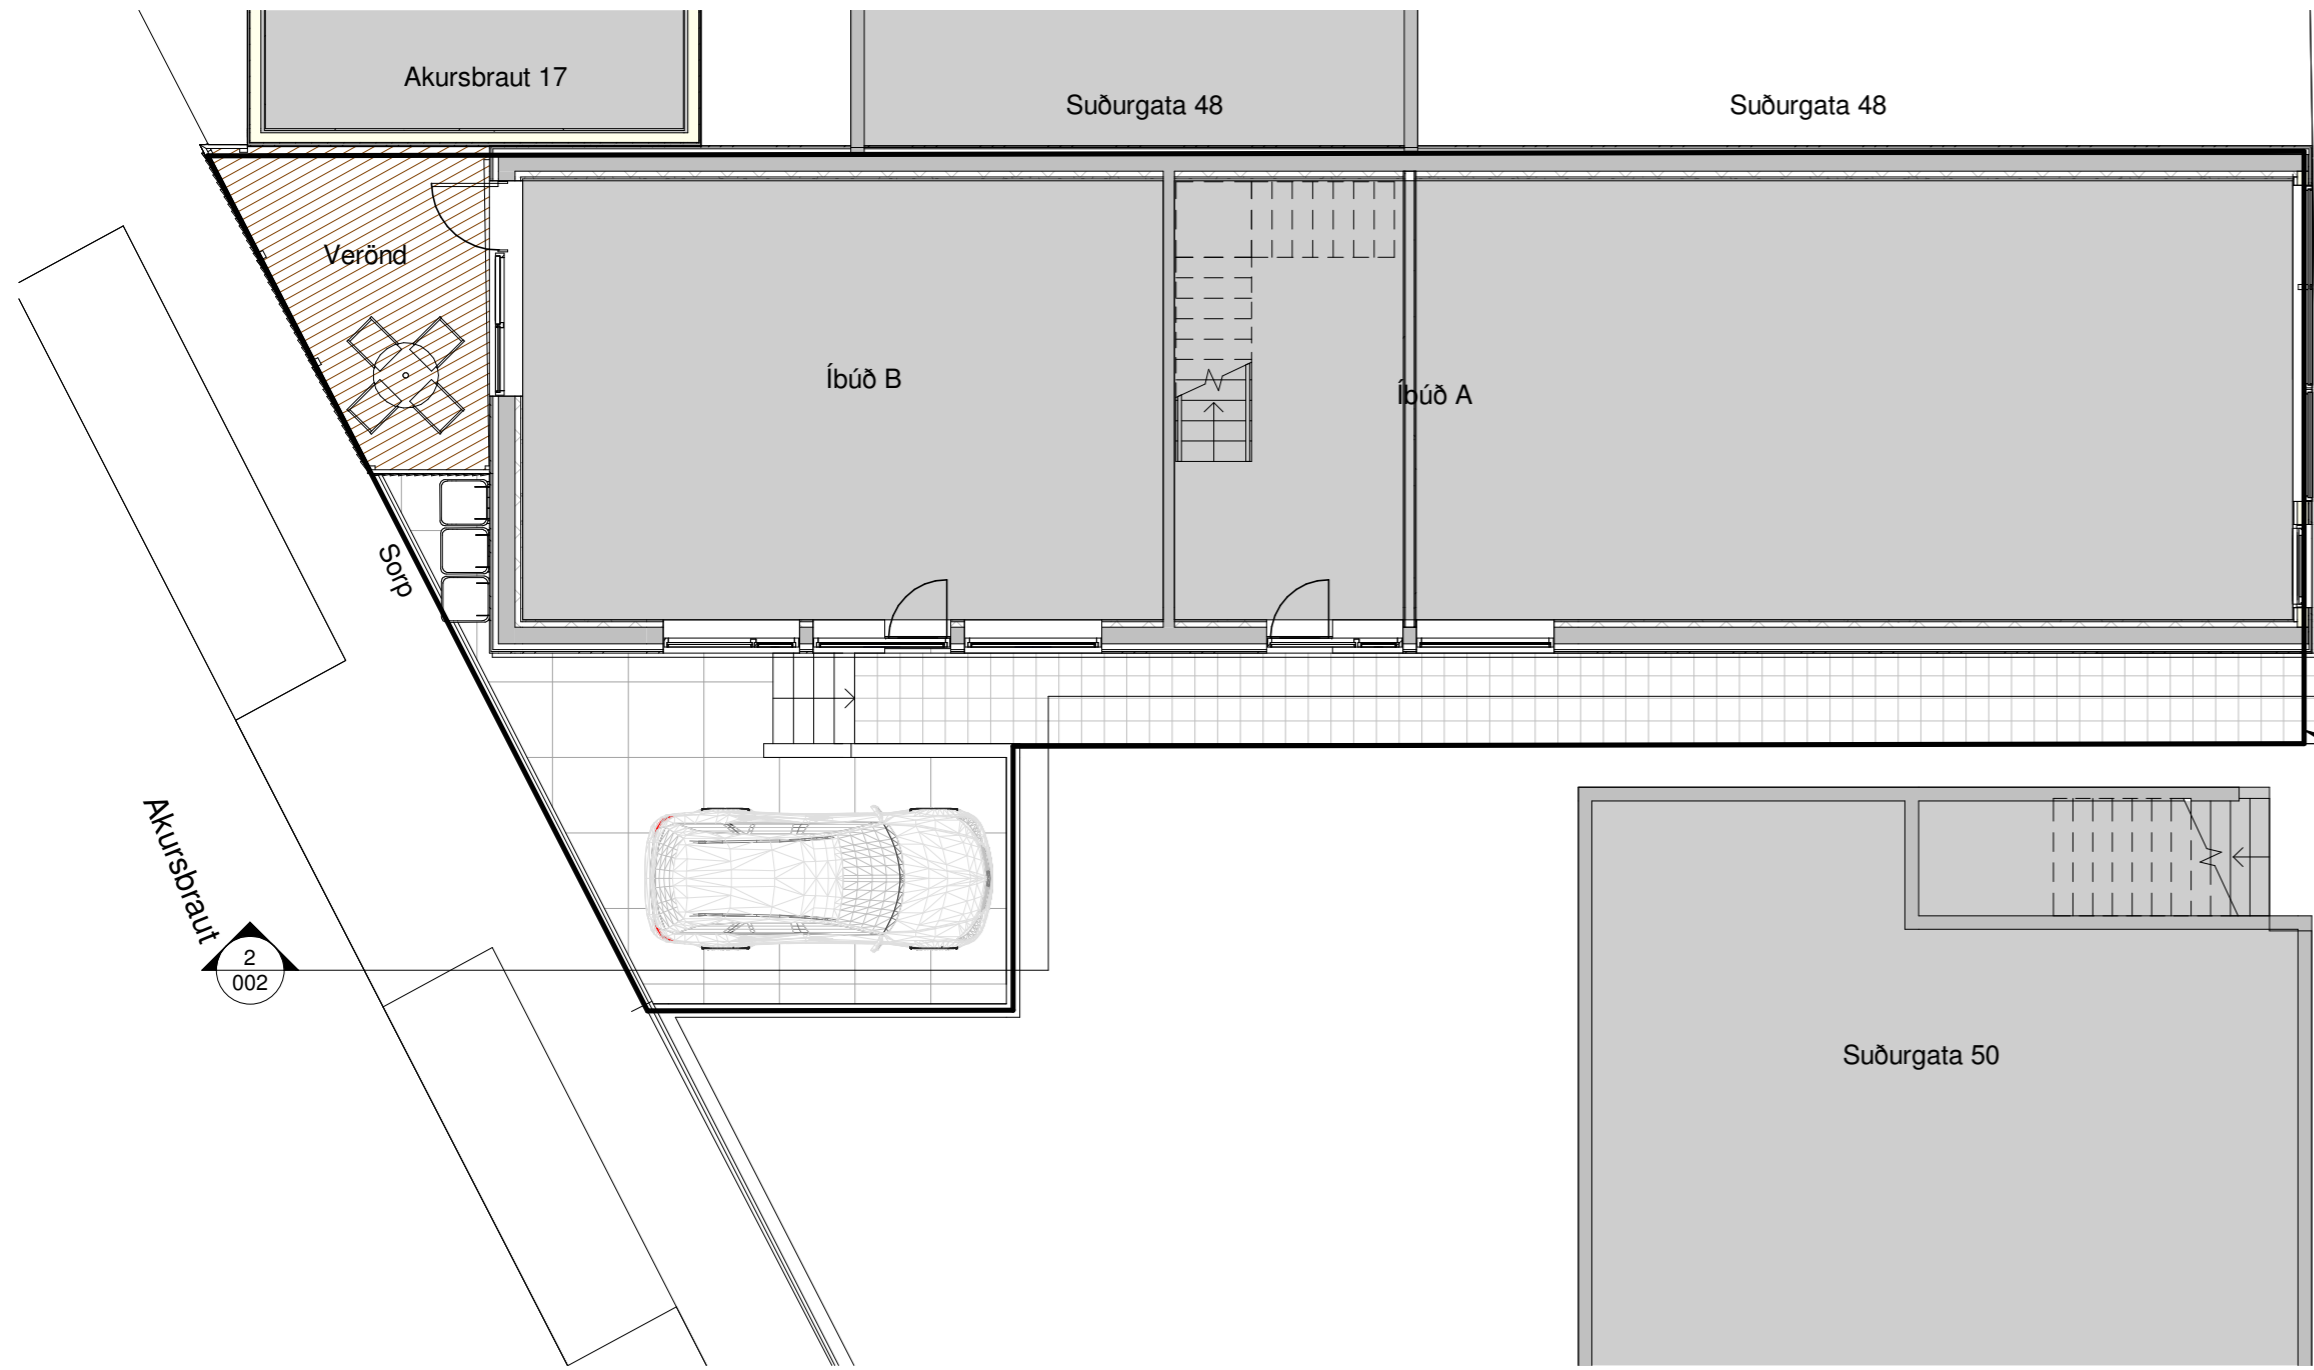 Akursbraut 17
Suðurgata 48
Suðurgata 48
Verönd
Íbúð B
Íbúð A
Sorp
Akursbraut
2
002
Suðurgata 50